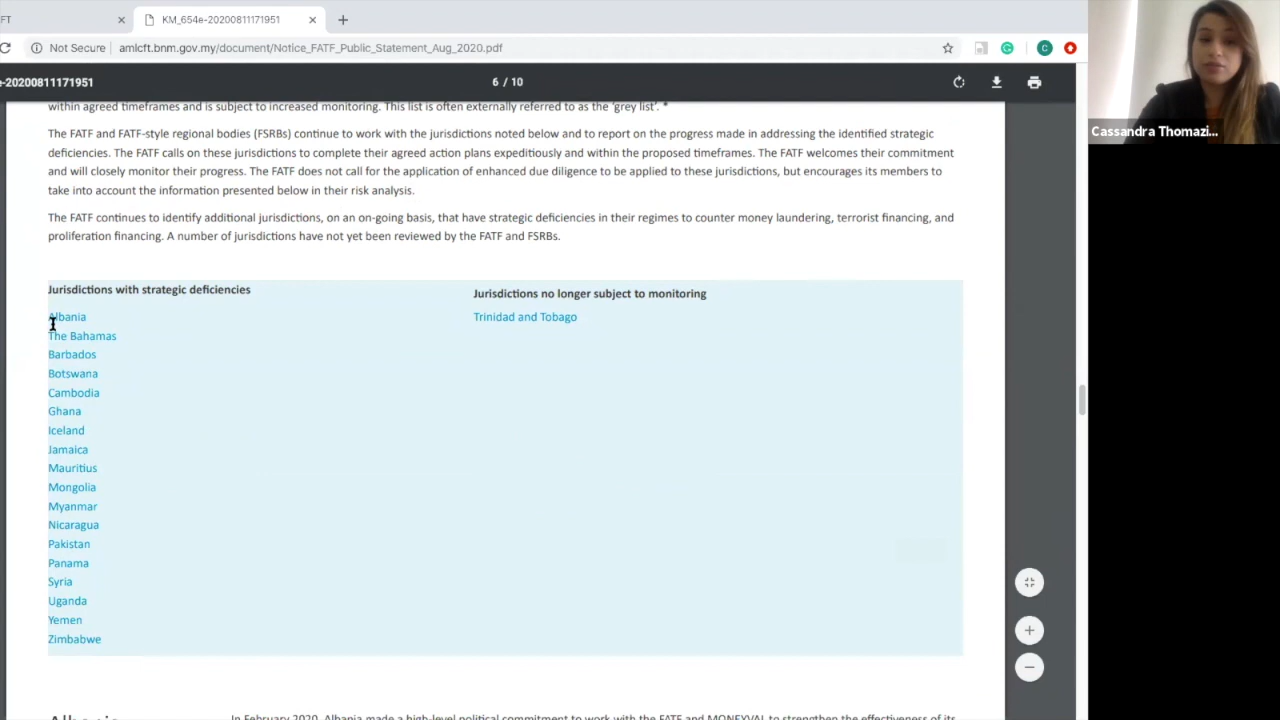 FT
KM_654e-20200811171951
Not Secure
amlcft.bnm.gov.my/document/Notice_FATF_Public_Statement_Aug_2020.pdf
C
e-20200811171951
6 / 10
within agreed timeframes and is subject to increased monitoring. This list is often externally referred to as the 'grey list'. *
The FATF and FATF-style regional bodies (FSRBs) continue to work with the jurisdictions noted below and to report on the progress made in addressing the identified strategic
deficiencies. The FATF calls on these jurisdictions to complete their agreed action plans expeditiously and within the proposed timeframes. The FATF welcomes their commitment
and will closely monitor their progress. The FATF does not call for the application of enhanced due diligence to be applied to these jurisdictions, but encourages its members to
take into account the information presented below in their risk analysis.
The FATF continues to identify additional jurisdictions, on an on-going basis, that have strategic deficiencies in their regimes to counter money laundering, terrorist financing, and
proliferation financing. A number of jurisdictions have not yet been reviewed by the FATF and FSRBs.
Jurisdictions with strategic deficiencies
Albania
The Bahamas
Barbados
Botswana
Cambodia
Ghana
Iceland
Jamaica
Mauritius
Mongolia
Myanmar
Nicaragua
Pakistan
Panama
Syria
Uganda
Yemen
Zimbabwe
Jurisdictions no longer subject to monitoring
Trinidad and Tobago
Albania
In February 2020, Albania made a high-level political commitment to work with the FATF and MONEYVAL to strengthen the effectiveness of its
Cassandra Thomazi...